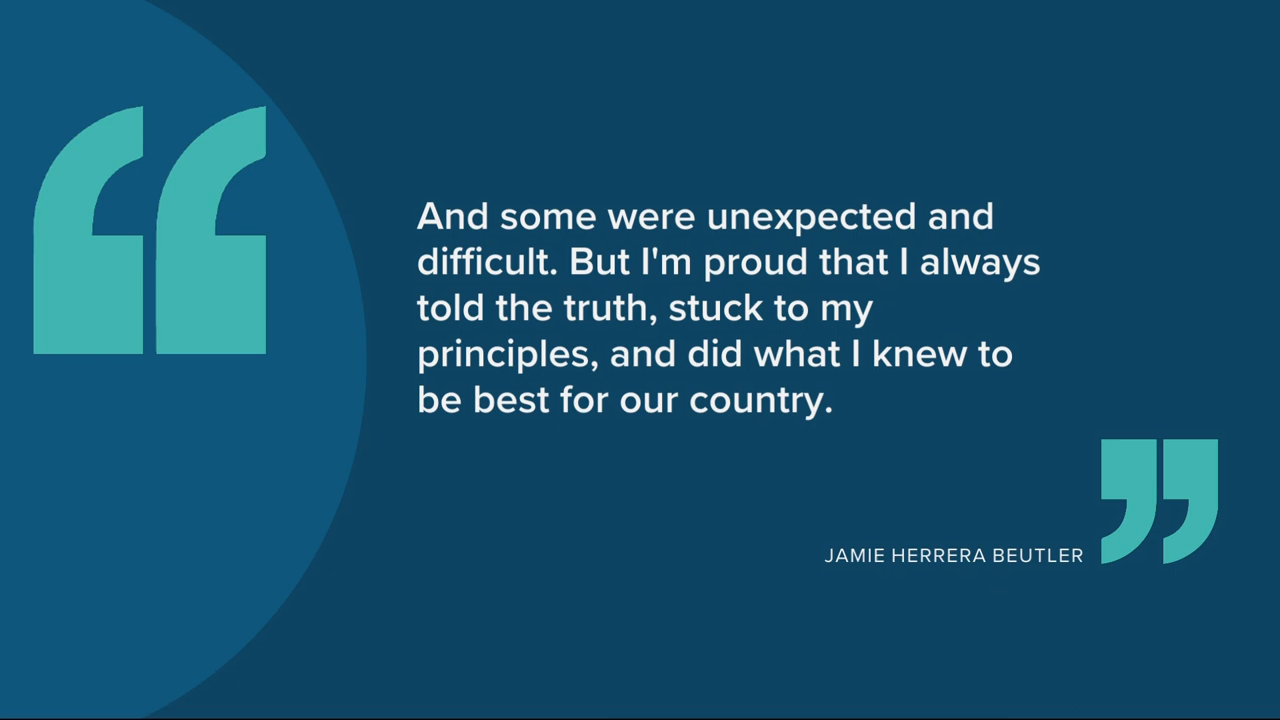 And some were unexpected and
difficult. But I'm proud that I always
told the truth, stuck to my
principles, and did what I knew to
be best for our country.
JAMIE HERRERA BEUTLER